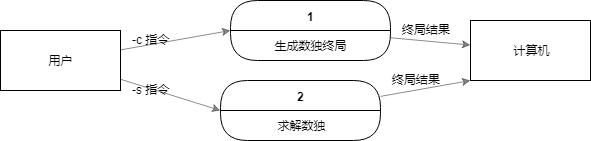 1
-c 指令
终局结果
生成数独终局
用户
计算机
-s 指令
终局结果
2
求解数独